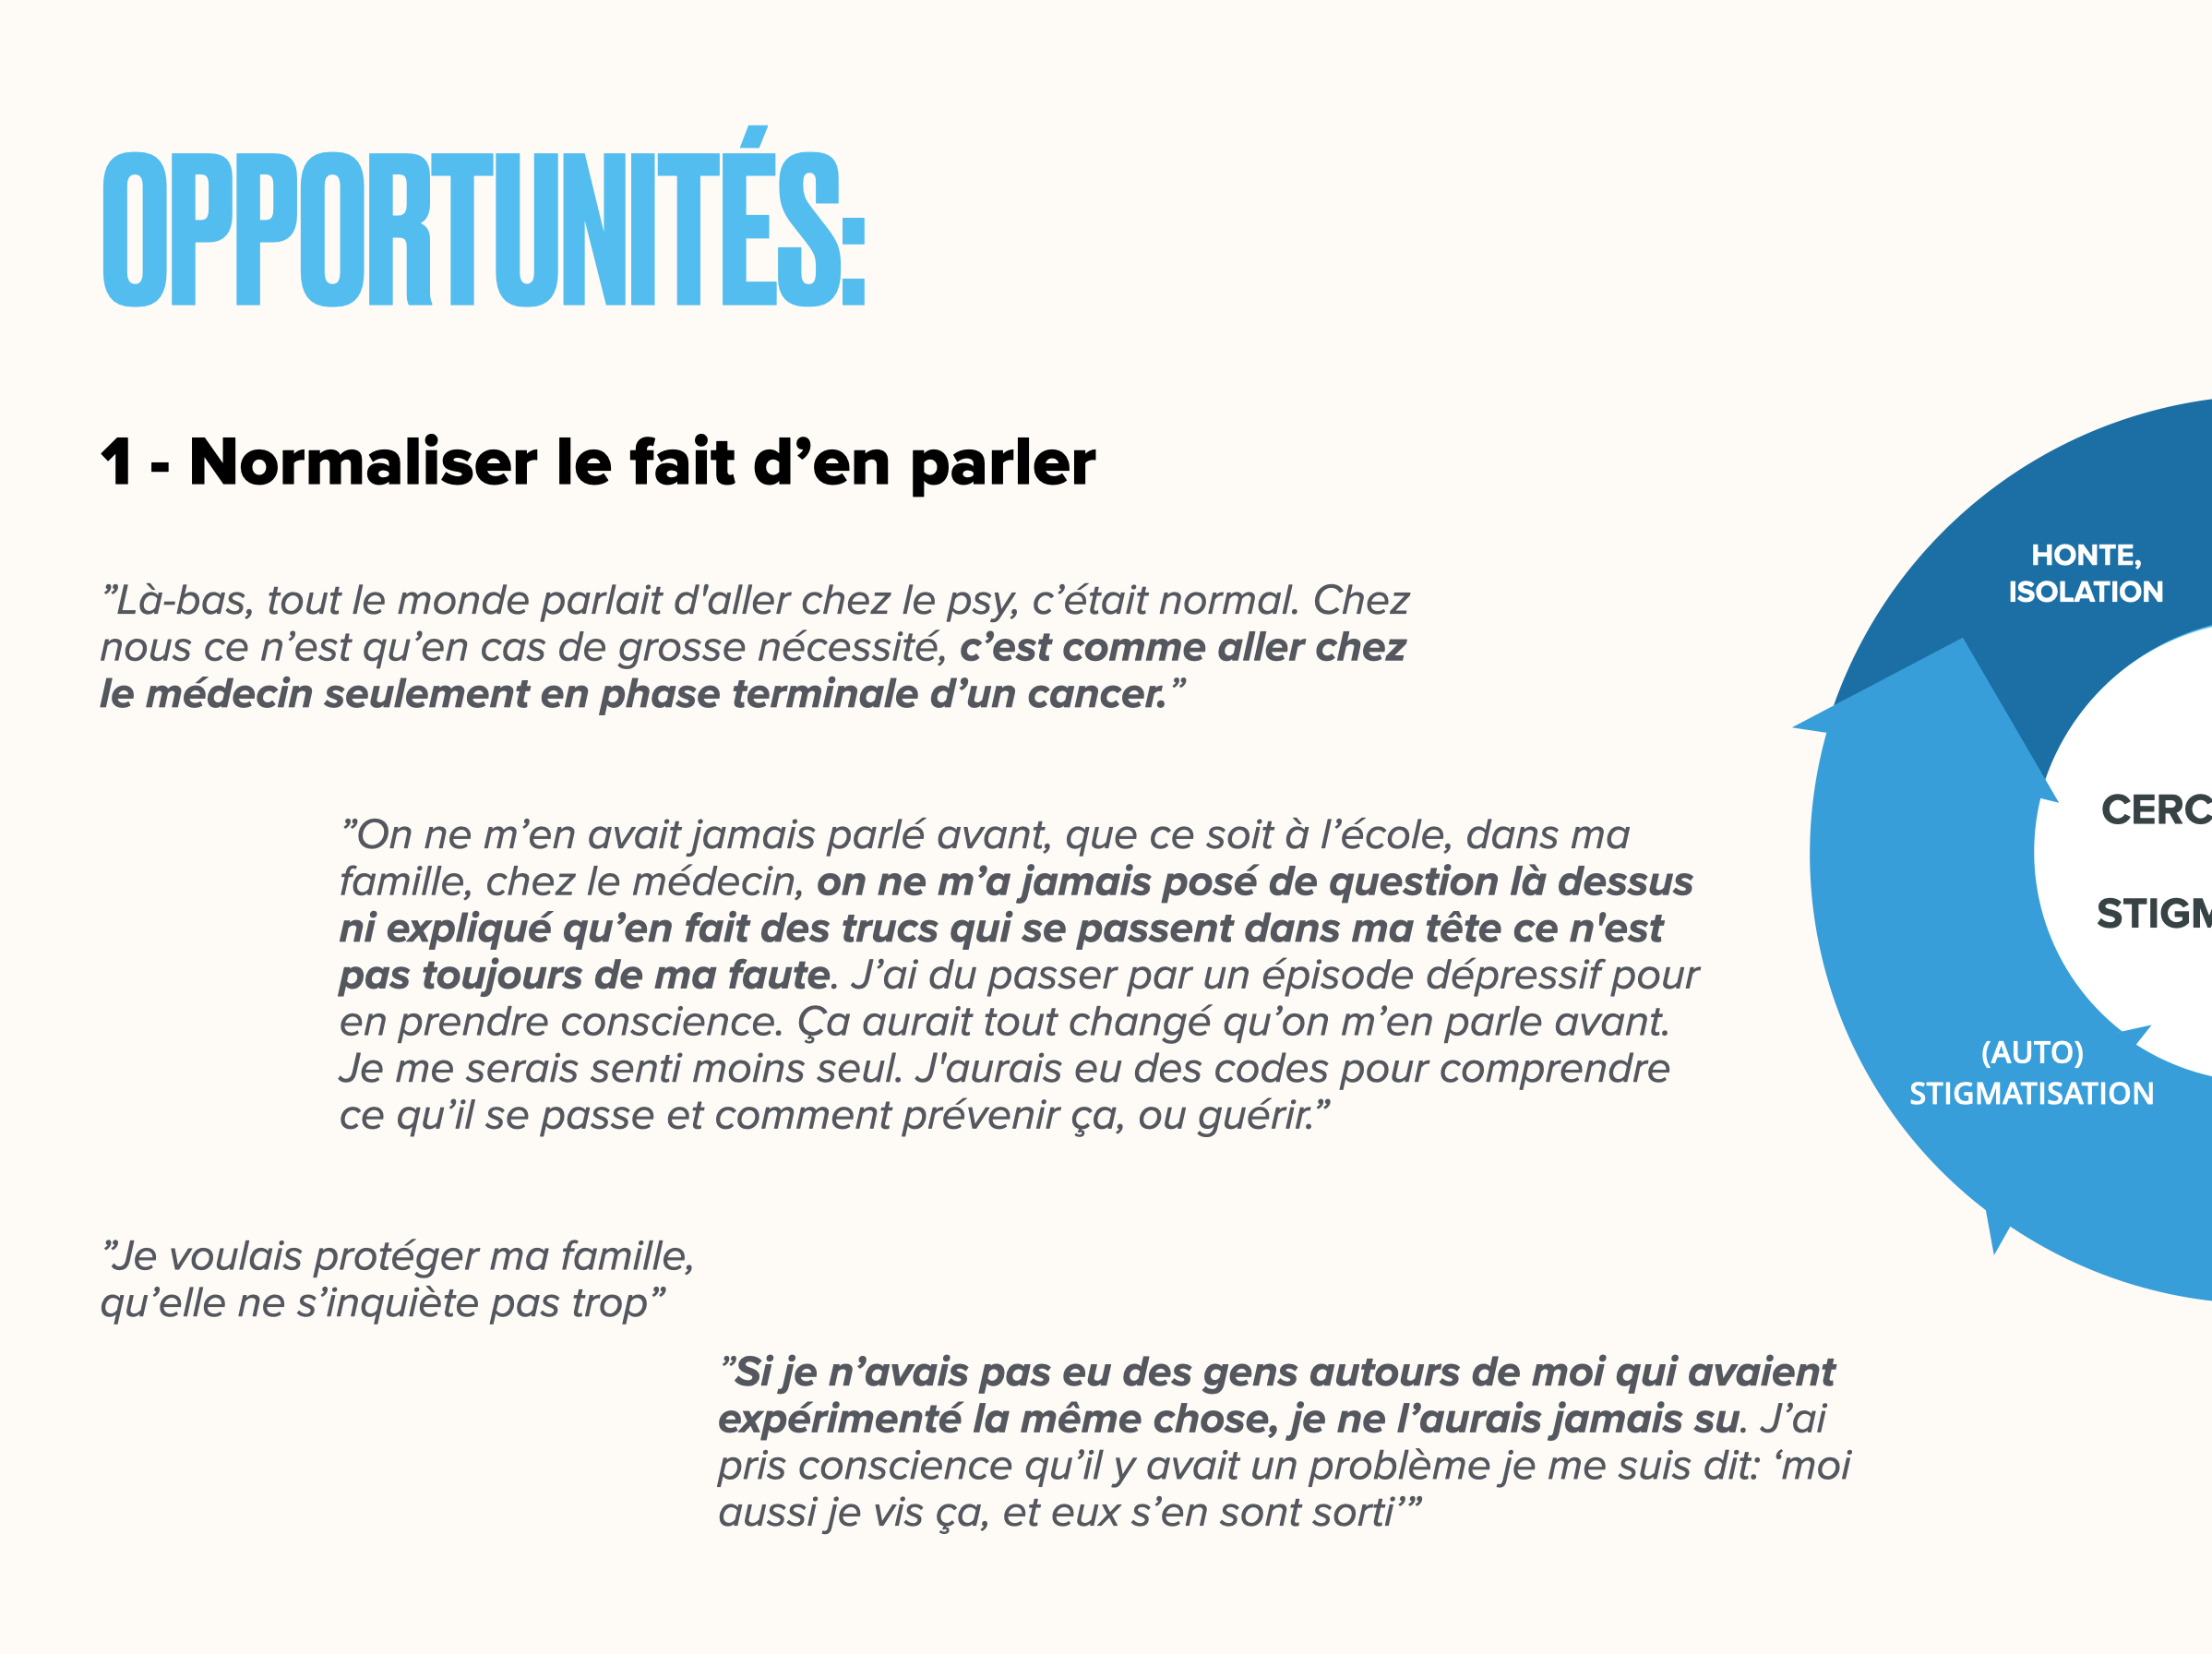 OPPORTUNITÉS:
1 - Normaliser le fait d’en parler
”Là-bas, tout le monde parlait d'aller chez le psy, c’était normal. Chez
nous ce n’est qu’en cas de grosse nécessité, c’est comme aller chez
le médecin seulement en phase terminale d’un cancer.”
”On ne m’en avait jamais parlé avant, que ce soit à l’école, dans ma
famille, chez le médecin, on ne m’a jamais posé de question là dessus
ni expliqué qu’en fait des trucs qui se passent dans ma tête ce n'est
pas toujours de ma faute. J’ai du passer par un épisode dépressif pour
en prendre conscience. Ça aurait tout changé qu’on m’en parle avant.
Je me serais senti moins seul. J'aurais eu des codes pour comprendre
ce qu’il se passe et comment prévenir ça, ou guérir.”
”Je voulais protéger ma famille,
qu’elle ne s’inquiète pas trop”
”Si je n’avais pas eu des gens autours de moi qui avaient
expérimenté la même chose, je ne l’aurais jamais su. J’ai
pris conscience qu’il y avait un problème je me suis dit: ‘moi
aussi je vis ça, et eux s’en sont sorti’”
HONTE,
ISOLATION
CERC
STIGM
(AUTO)
STIGMATISATION